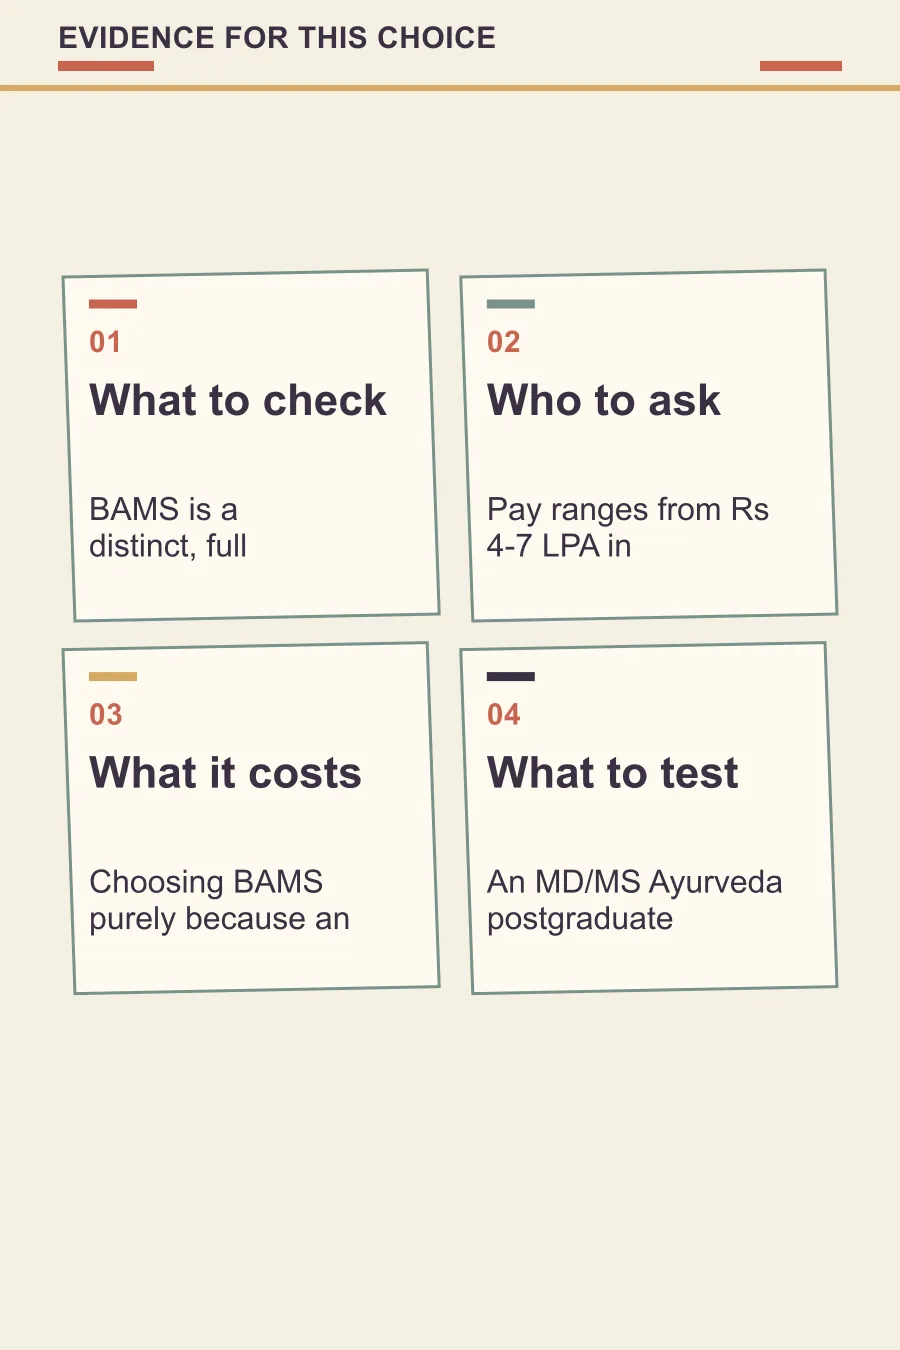 EVIDENCE FOR THIS CHOICE
01
What to check
BAMS is a
distinct, full
02
Who to ask
Pay ranges from Rs
4-7 LPA in
03
What it costs
Choosing BAMS
purely because an
04
What to test
An MD/MS Ayurveda
postgraduate